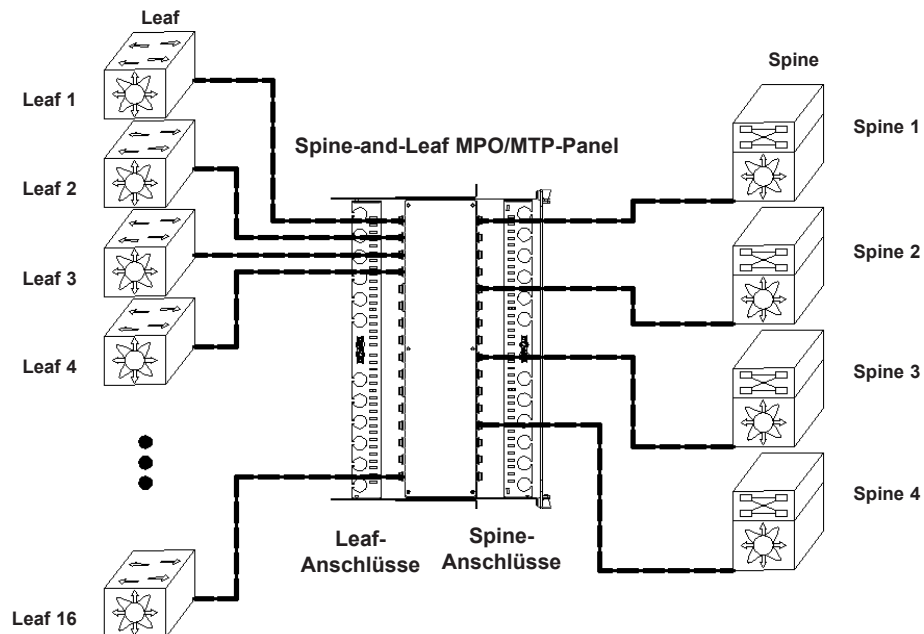 Leaf
Spine
Leaf 1
Spine 1
Spine-and-Leaf MPO/MTP-Panel
Leaf 2
Spine 2
Leaf 3
Leaf 4
Spine 3
Spine 4
Leaf-
Anschlüsse
Spine-
Anschlüsse
Leaf 16